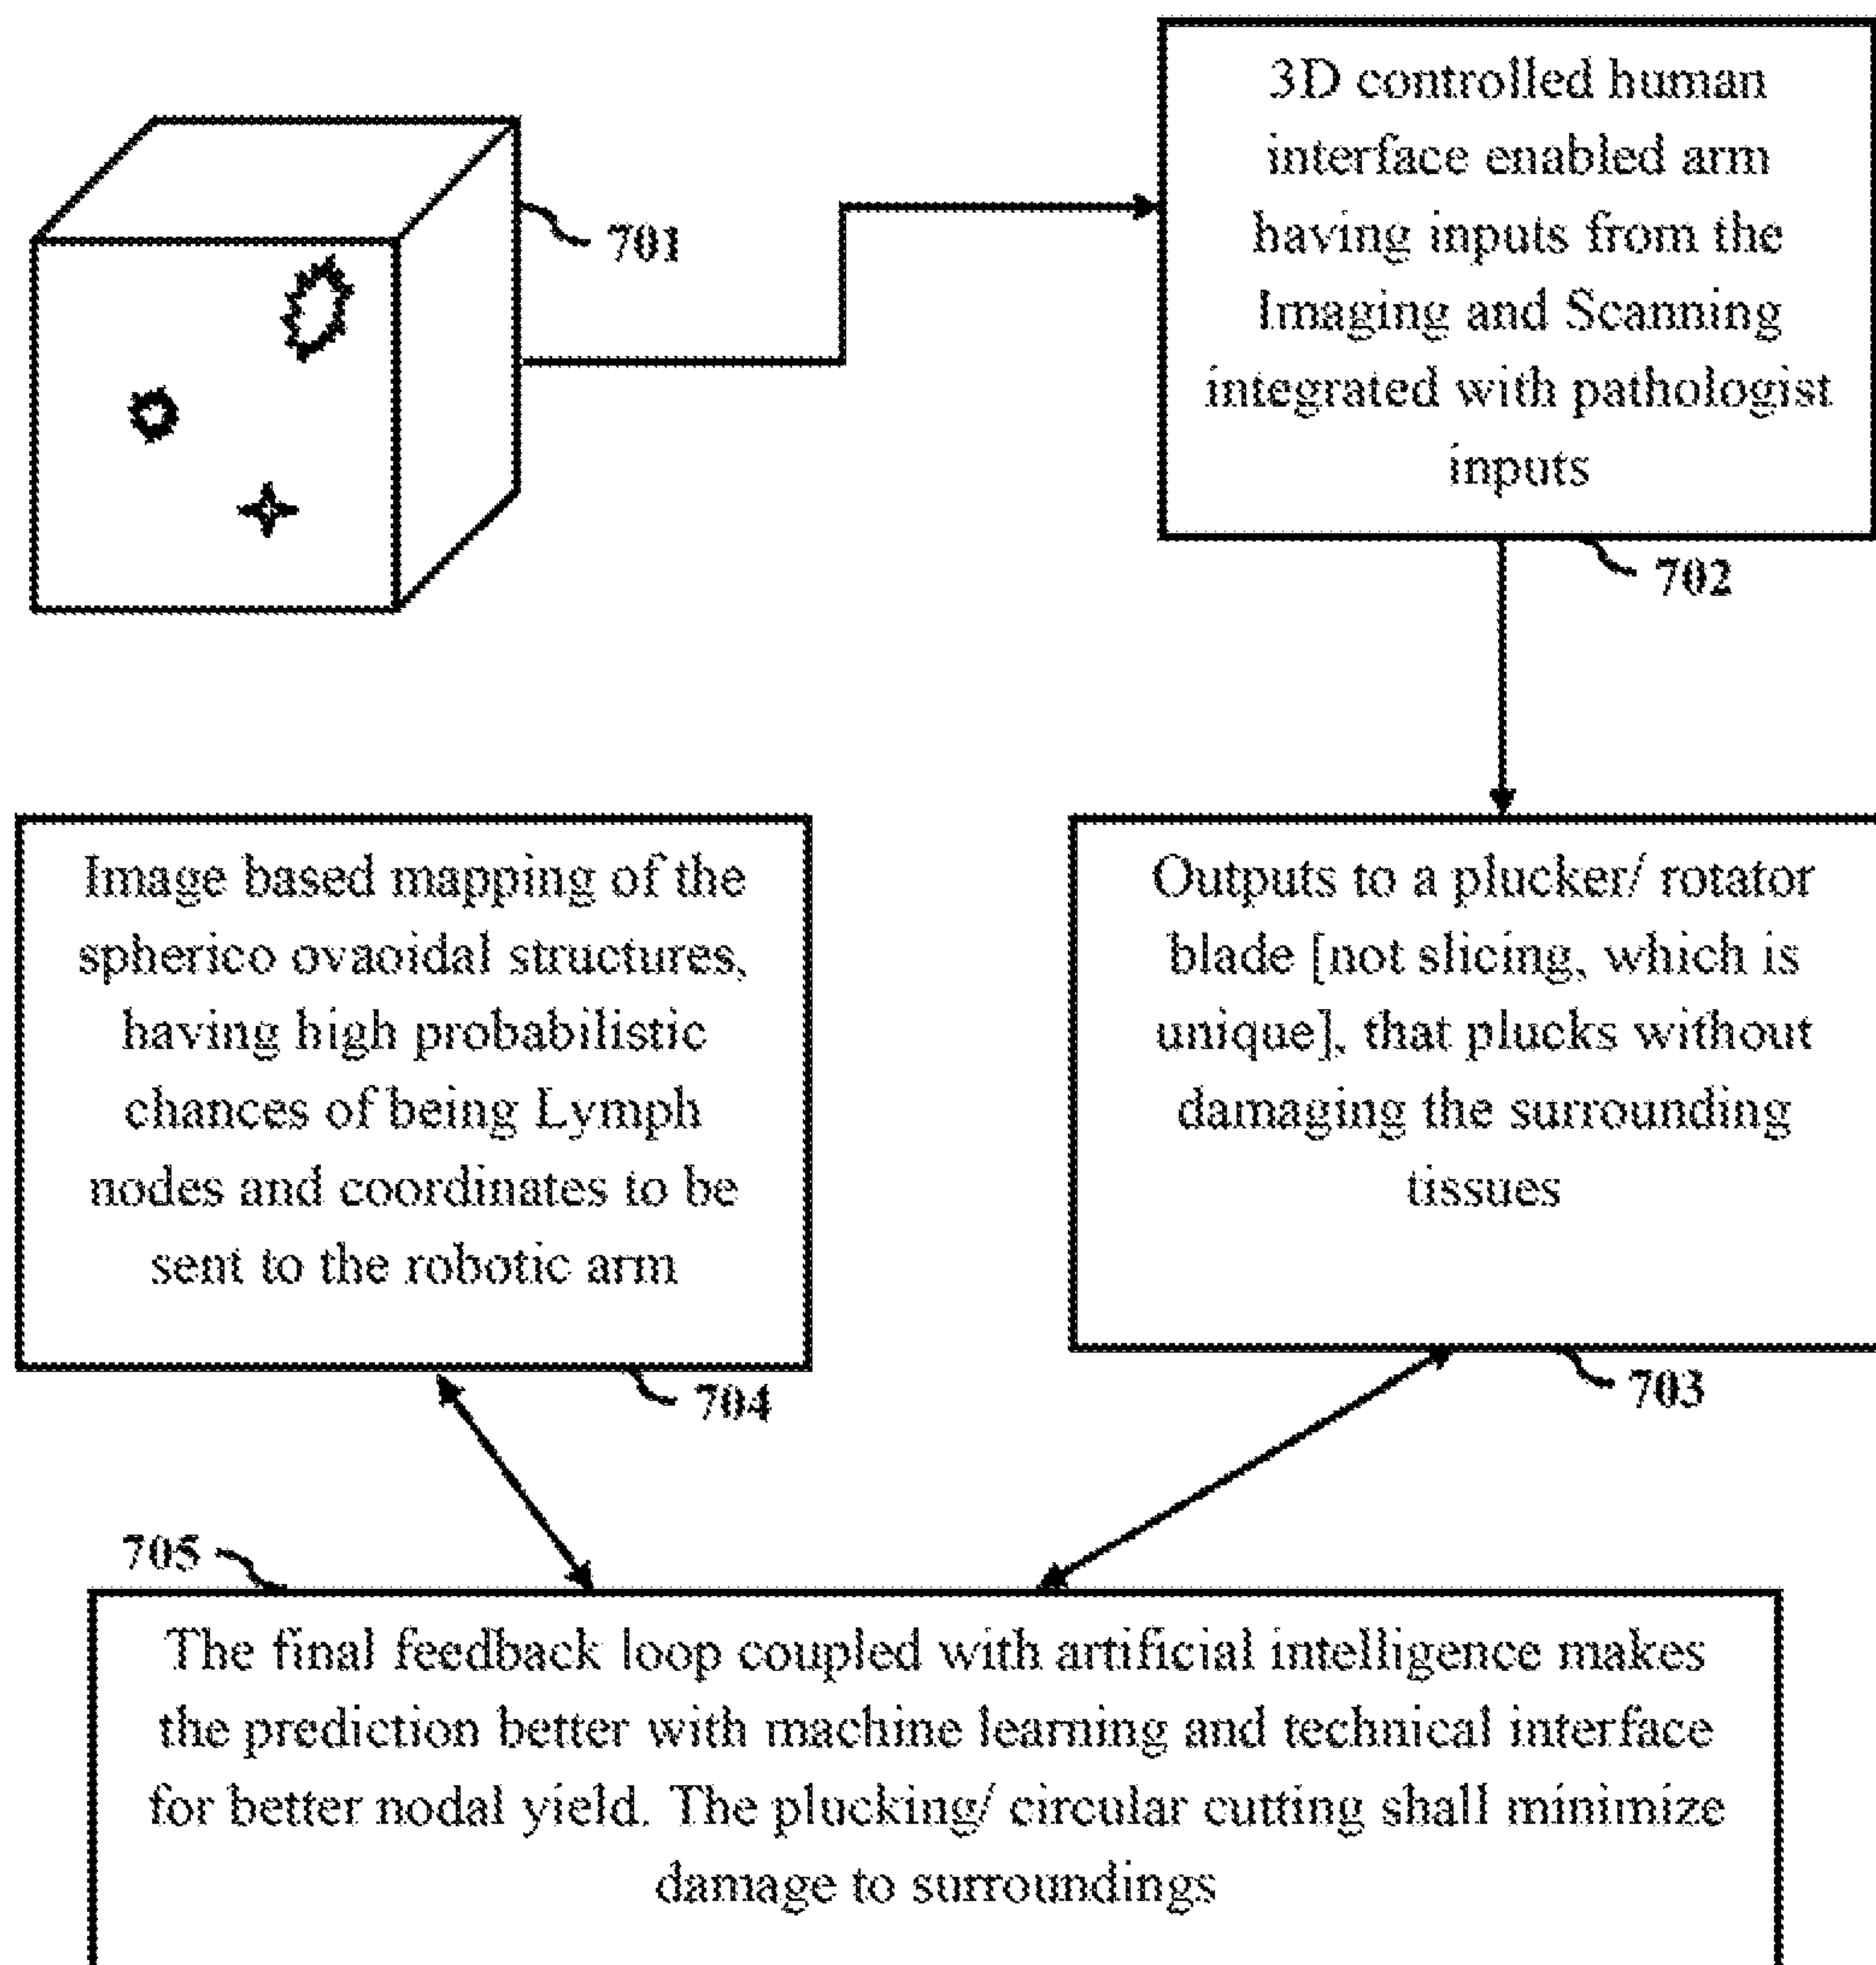 3D controlled human
interface enabled arm
having inputs from the
Imaging and Scanning
integrated with pathologist
inputs
701
702
Image based mapping of the
spherico ovaoidal structures,
having high probabilistic
chances of being Lymph
nodes and coordinates to be
sent to the robotic arm
704
Outputs to a plucker/ rotator
blade [not slicing, which is
unique], that plucks without
damaging the surrounding
tissues
703
705
The final feedback loop coupled with artificial intelligence makes
the prediction better with machine learning and technical interface
for better nodal yield. The plucking/ circular cutting shall minimize
damage to surroundings